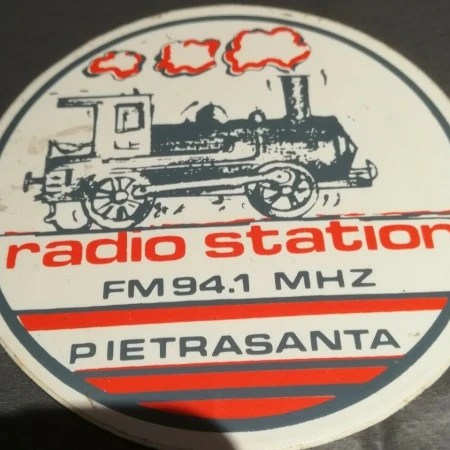 radio station
FM 94.1 MHZ
PIETRASANTA